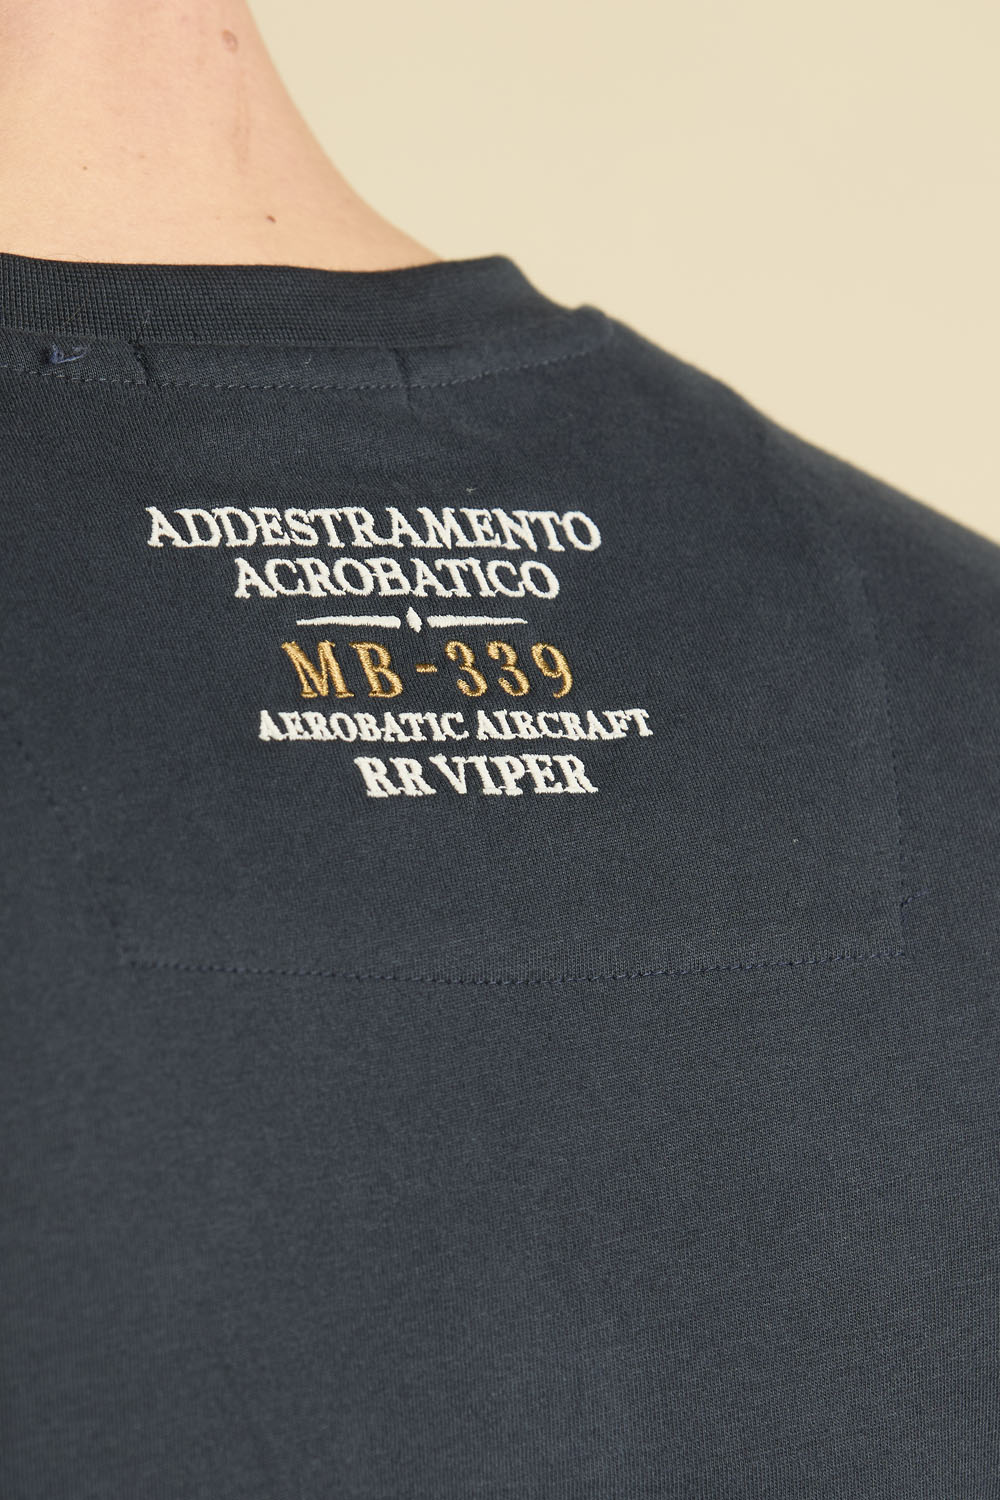 ADDESTRAMENTO
ACROBATICO
MB-339
AEROBATIC AIRCRAFT
RR VIPER